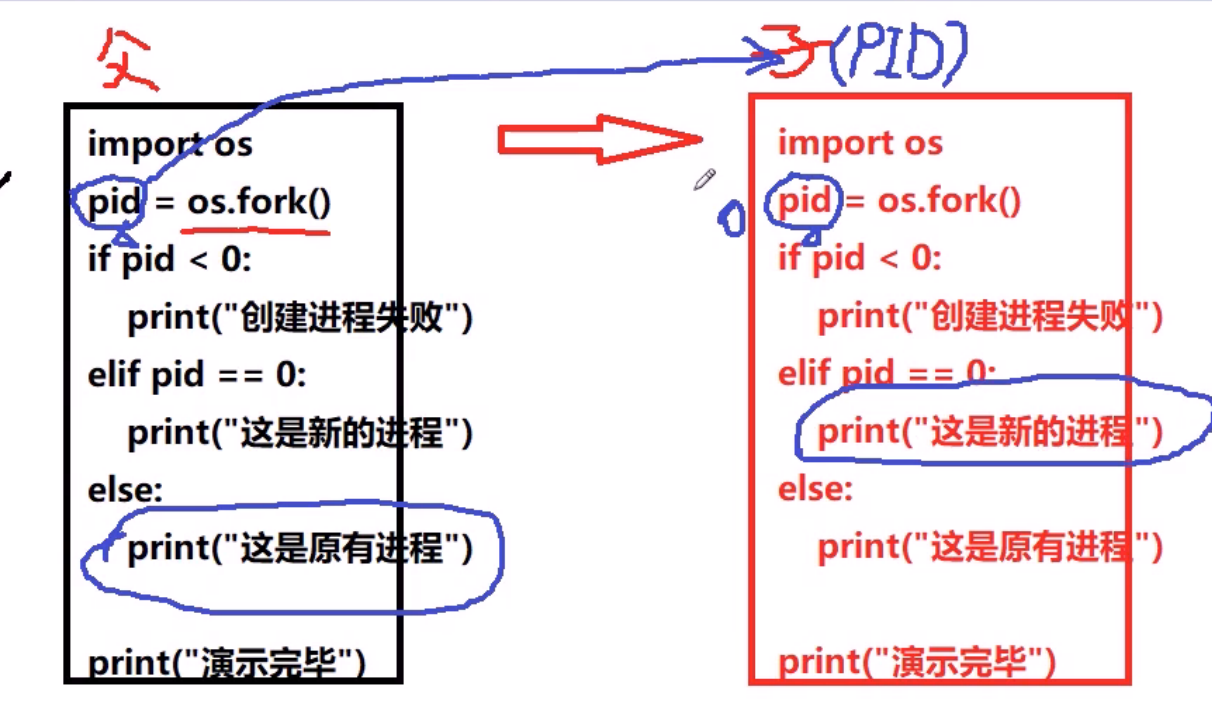 父
子(PID)
import os
pid = os.fork()
if pid < 0:
print("创建进程失败")
elif pid == 0:
print("这是新的进程")
else:
print("这是原有进程")
print("演示完毕")
import os
0 pid = os.fork()
if pid < 0:
print("创建进程失败")
elif pid == 0:
print("这是新的进程")
else:
print("这是原有进程")
print("演示完毕")